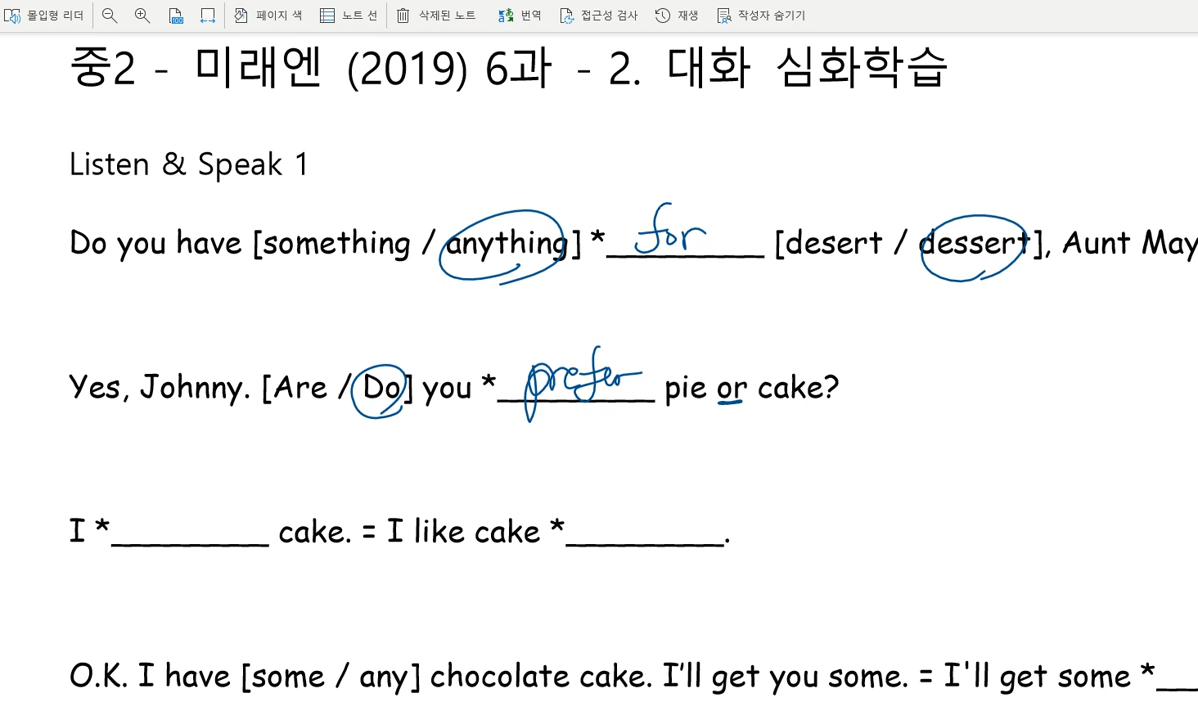 몰입형 리더 페이지 색 노트 선 삭제된 노트 번역 접근성 검사 재생 작성자 숨기기
중2 - 미래엔 (2019) 6과 - 2. 대화 심화학습
Listen & Speak 1
Do you have [something / anything] *for [desert / dessert], Aunt May
Yes, Johnny. [Are / Do] you *prefer pie or cake?
I *__________ cake. = I like cake *__________.
O.K. I have [some / any] chocolate cake. I'll get you some. = I'll get some *__